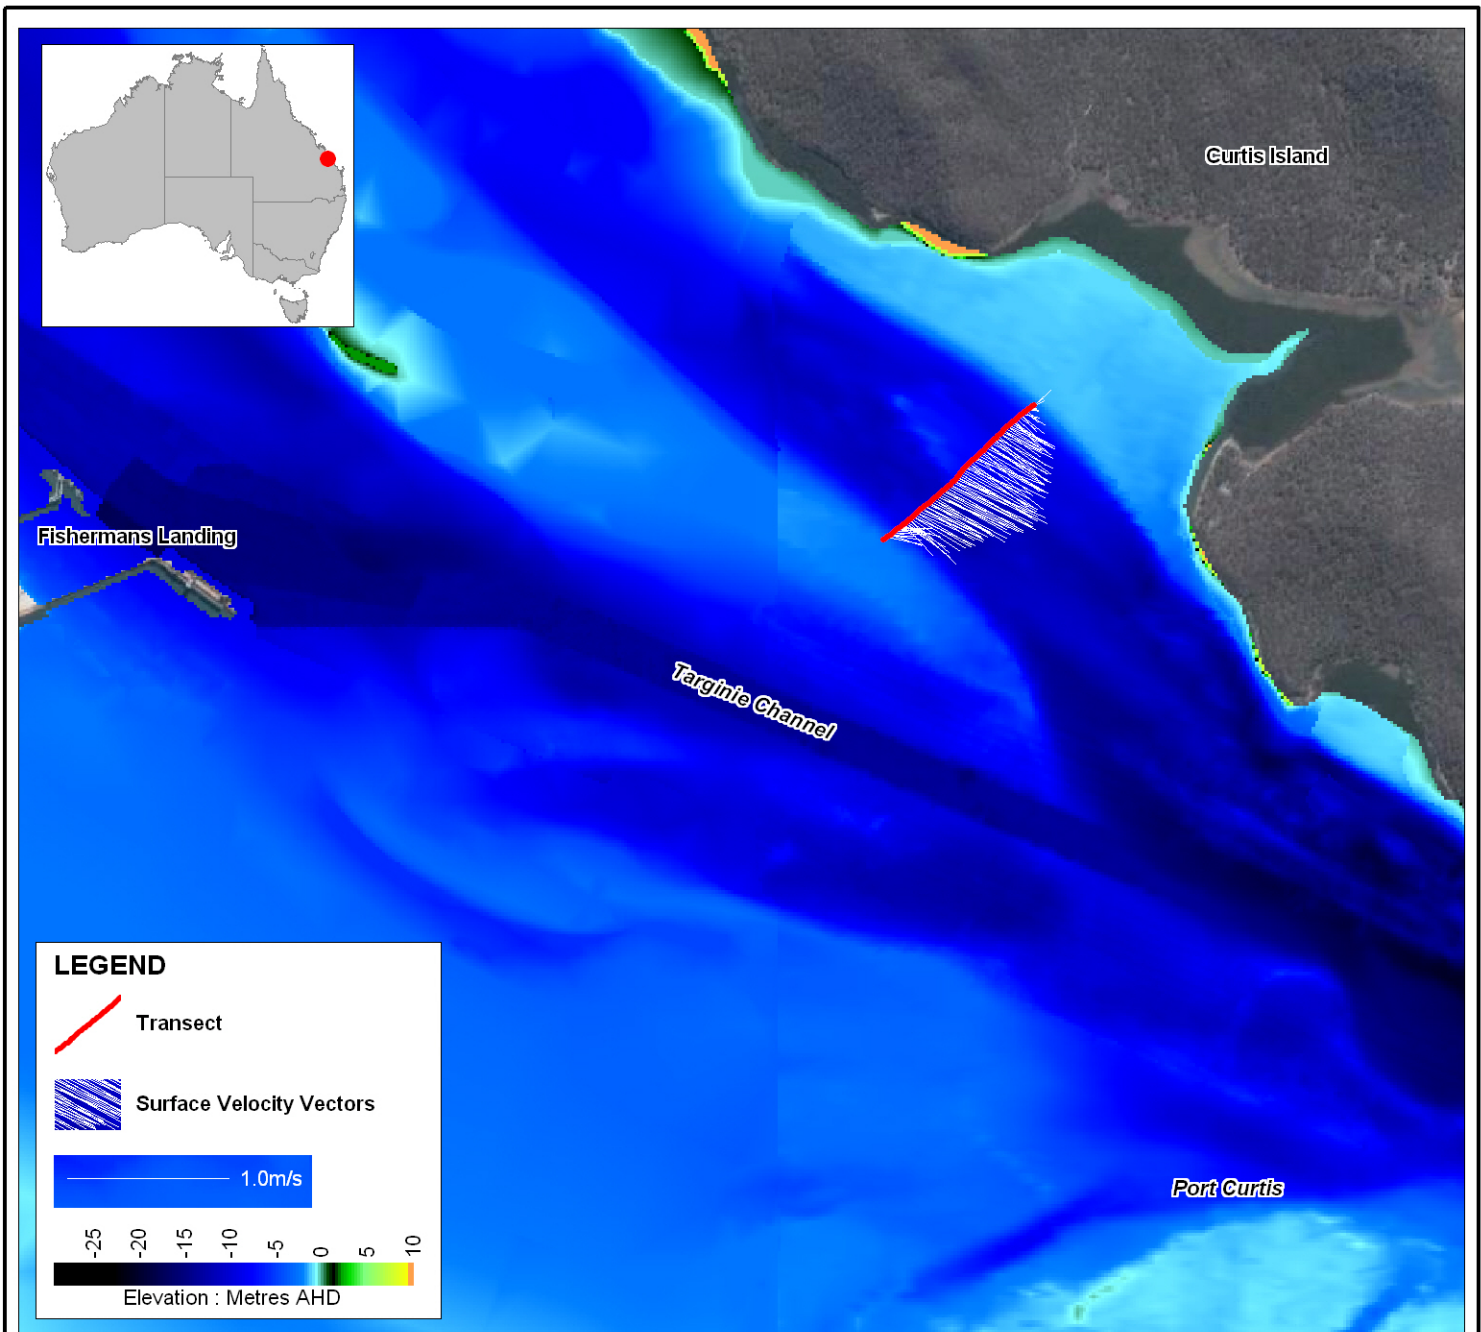 Curtis Island
Fishermans Landing
Targinie Channel
Port Curtis
LEGEND
Transect
Surface Velocity Vectors
1.0m/s
-25 -20 -15 -10 -5 0 5 10
Elevation : Metres AHD